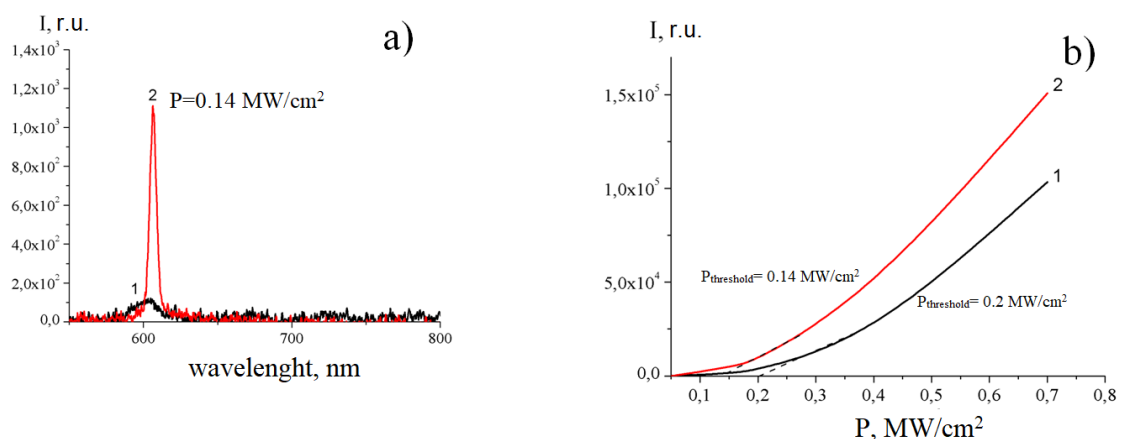 I, r.u.
a)
1,4x10³
1,2x10³
1,0x10³
8,0x10²
6,0x10²
4,0x10²
2,0x10²
0,0
2
P=0.14 MW/cm²
1
600
700
800
wavelenght, nm
I, r.u.
b)
1,5x10⁵
1,0x10⁵
5,0x10⁴
0,0
2
1
Pthreshold= 0.14 MW/cm²
Pthreshold= 0.2 MW/cm²
0,1 0,2 0,3 0,4 0,5 0,6 0,7 0,8
P, MW/cm²